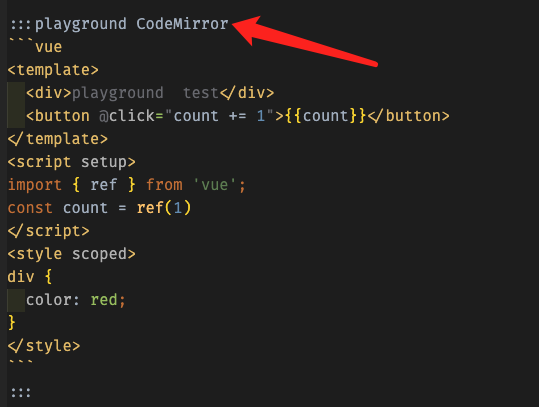 :::playground CodeMirror
```vue
<template>
  <div>playground  test</div>
  <button @click="count += 1">{{count}}</button>
</template>
<script setup>
import { ref } from 'vue';
const count = ref(1)
</script>
<style scoped>
div {
  color: red;
}
</style>
```
:::